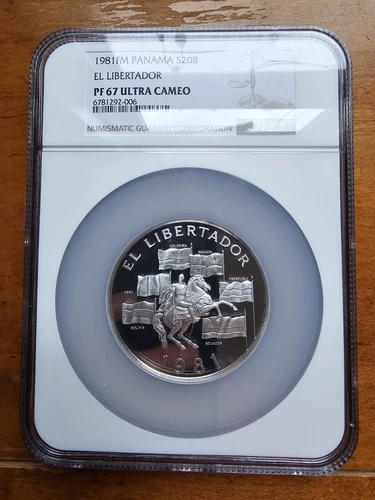 1981FM PANAMA S20B
EL LIBERTADOR
PF 67 ULTRA CAMEO
6781292-006
NUMISMATIC GUARANTY CORPORATION
EL LIBERTADOR
COLOMBIA
PANAMA
VENEZUELA
PERU
BOLIVIA
ECUADOR
1981